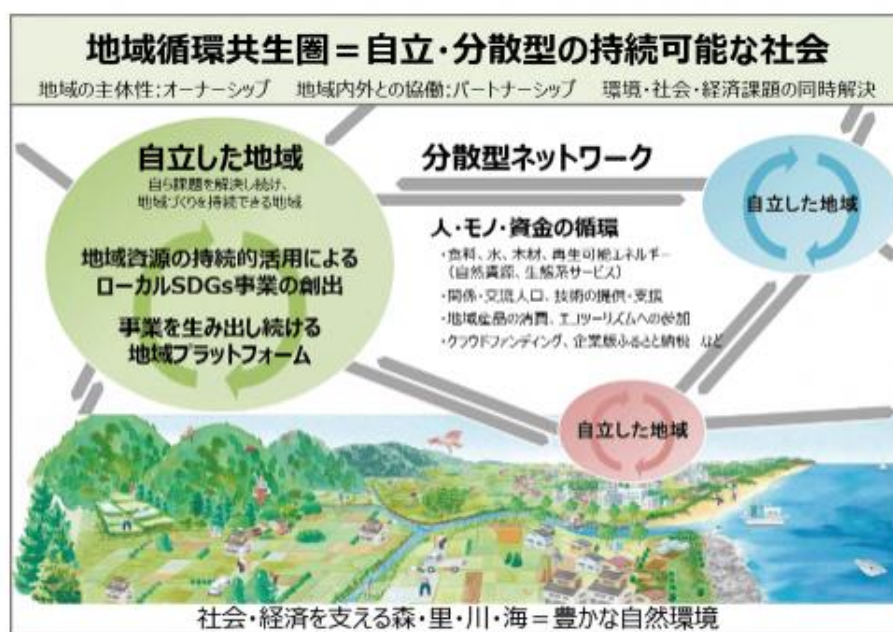 地域循環共生圏＝自立・分散型の持続可能な社会
地域の主体性:オーナーシップ　地域内外との協働:パートナーシップ　環境・社会・経済課題の同時解決
自立した地域
自ら課題を解決し続け、
地域づくりを持続できる地域
地域資源の持続的活用による
ローカルSDGs事業の創出
事業を生み出し続ける
地域プラットフォーム
分散型ネットワーク
人・モノ・資金の循環
・食料、水、木材、再生可能エネルギー
（自然資源、生態系サービス）
・関係・交流人口、技術の提供・支援
・地域産品の消費、エコツーリズムへの参加
・クラウドファンディング、企業版ふるさと納税 など
自立した地域
自立した地域
社会・経済を支える森・里・川・海＝豊かな自然環境